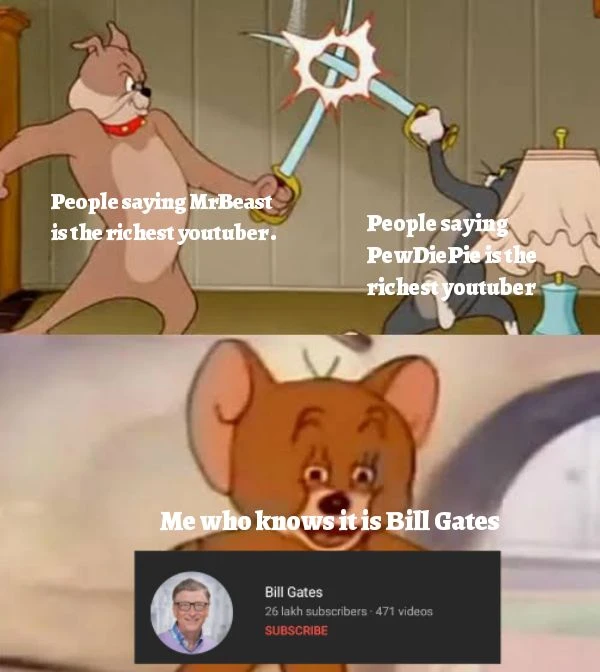 People saying MrBeast
is the richest youtuber.
People saying
PewDiePie is the
richest youtuber
Me who knows it is Bill Gates
Bill Gates
26 lakh subscribers · 471 videos
SUBSCRIBE